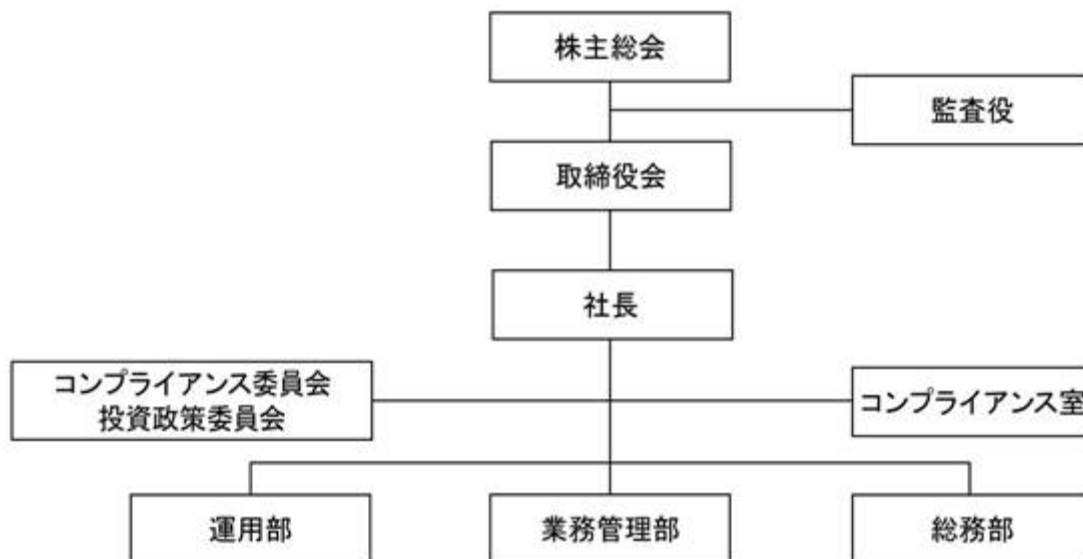 株主総会
監査役
取締役会
社長
コンプライアンス委員会
投資政策委員会
コンプライアンス室
運用部
業務管理部
総務部